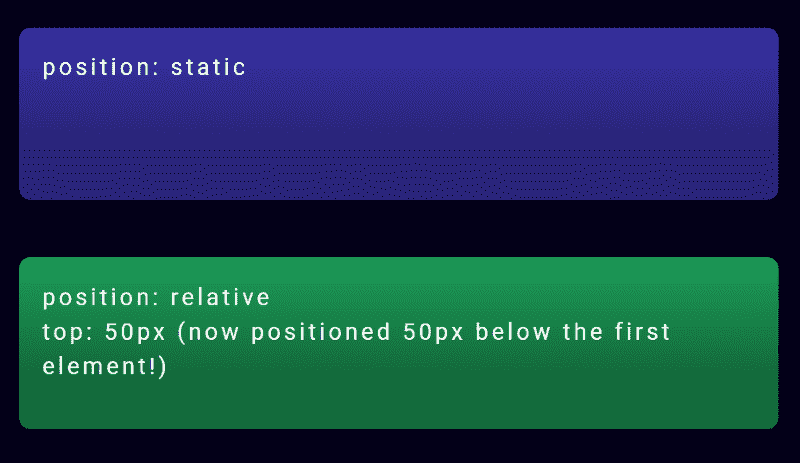 position: static
position: relative
top: 50px (now positioned 50px below the first
element!)